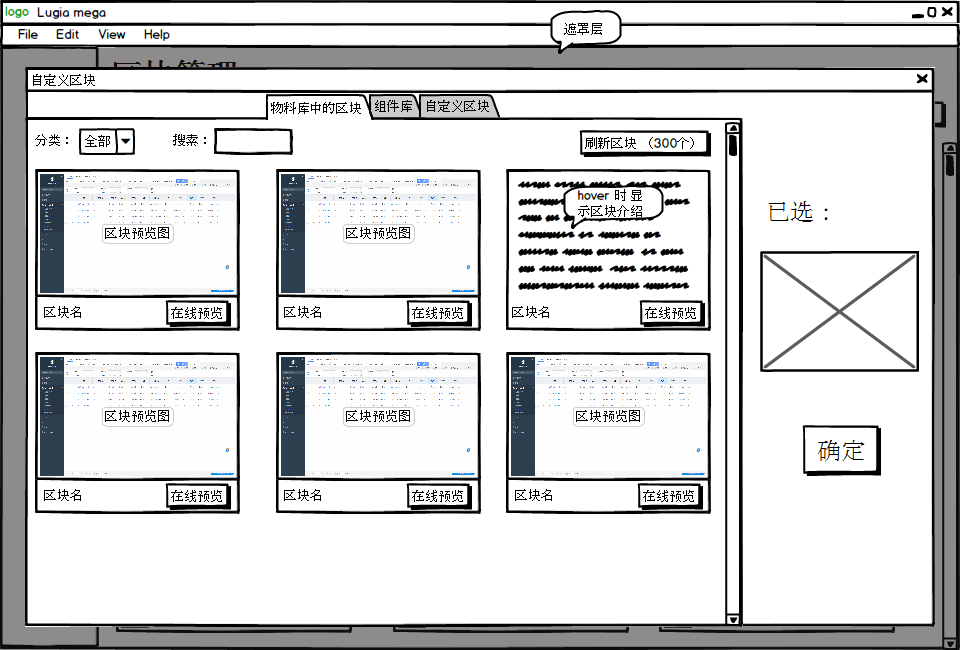 logo Lugia mega
File Edit View Help
遮罩层
区块管理
自定义区块
物料库中的区块 组件库 自定义区块
分类： 全部 搜索： 刷新区块 （300个）
已选：
区块预览图 区块预览图 hover 时显
示区块介绍
区块名 在线预览 区块名 在线预览 区块名 在线预览
区块预览图 区块预览图 区块预览图
确定
区块名 在线预览 区块名 在线预览 区块名 在线预览